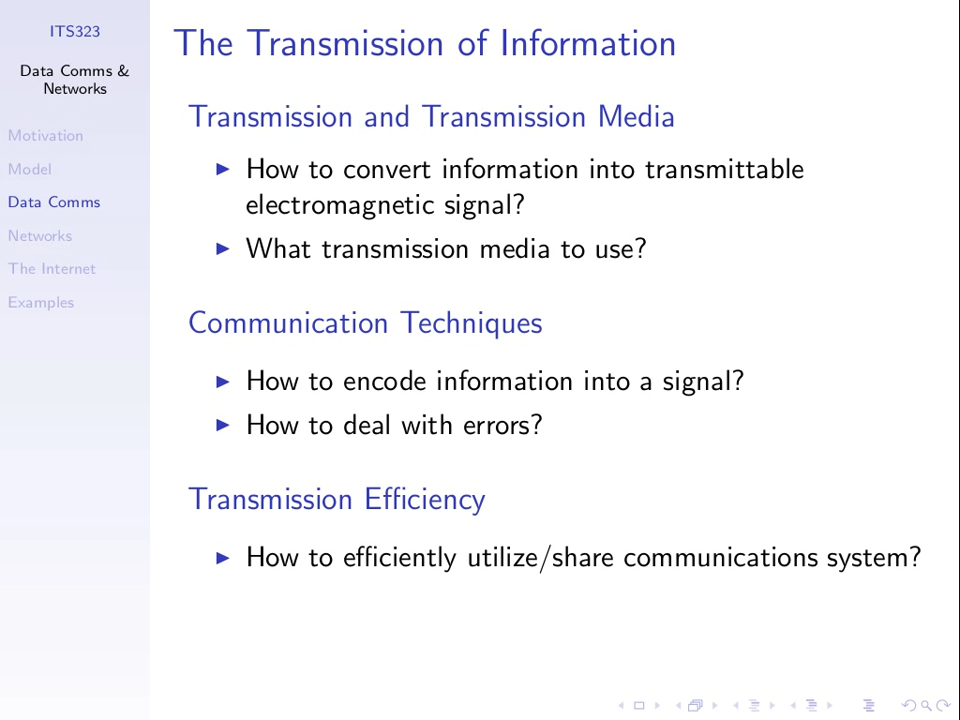 ITS323
Data Comms &
Networks
Motivation
Model
Data Comms
Networks
The Internet
Examples
The Transmission of Information
Transmission and Transmission Media
How to convert information into transmittable
electromagnetic signal?
What transmission media to use?
Communication Techniques
How to encode information into a signal?
How to deal with errors?
Transmission Efficiency
How to efficiently utilize/share communications system?